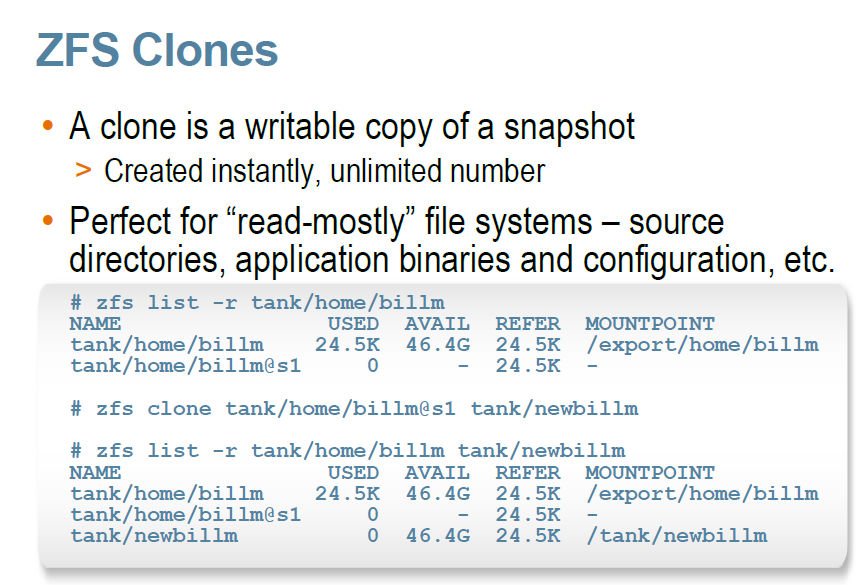 ZFS Clones
• A clone is a writable copy of a snapshot
> Created instantly, unlimited number
• Perfect for “read-mostly” file systems – source
directories, application binaries and configuration, etc.
# zfs list -r tank/home/billm
NAME                USED  AVAIL  REFER  MOUNTPOINT
tank/home/billm    24.5K  46.4G  24.5K  /export/home/billm
tank/home/billm@s1     0      -  24.5K  -
# zfs clone tank/home/billm@s1 tank/newbillm
# zfs list -r tank/home/billm tank/newbillm
NAME                USED  AVAIL  REFER  MOUNTPOINT
tank/home/billm    24.5K  46.4G  24.5K  /export/home/billm
tank/home/billm@s1     0      -  24.5K  -
tank/newbillm          0  46.4G  24.5K  /tank/newbillm